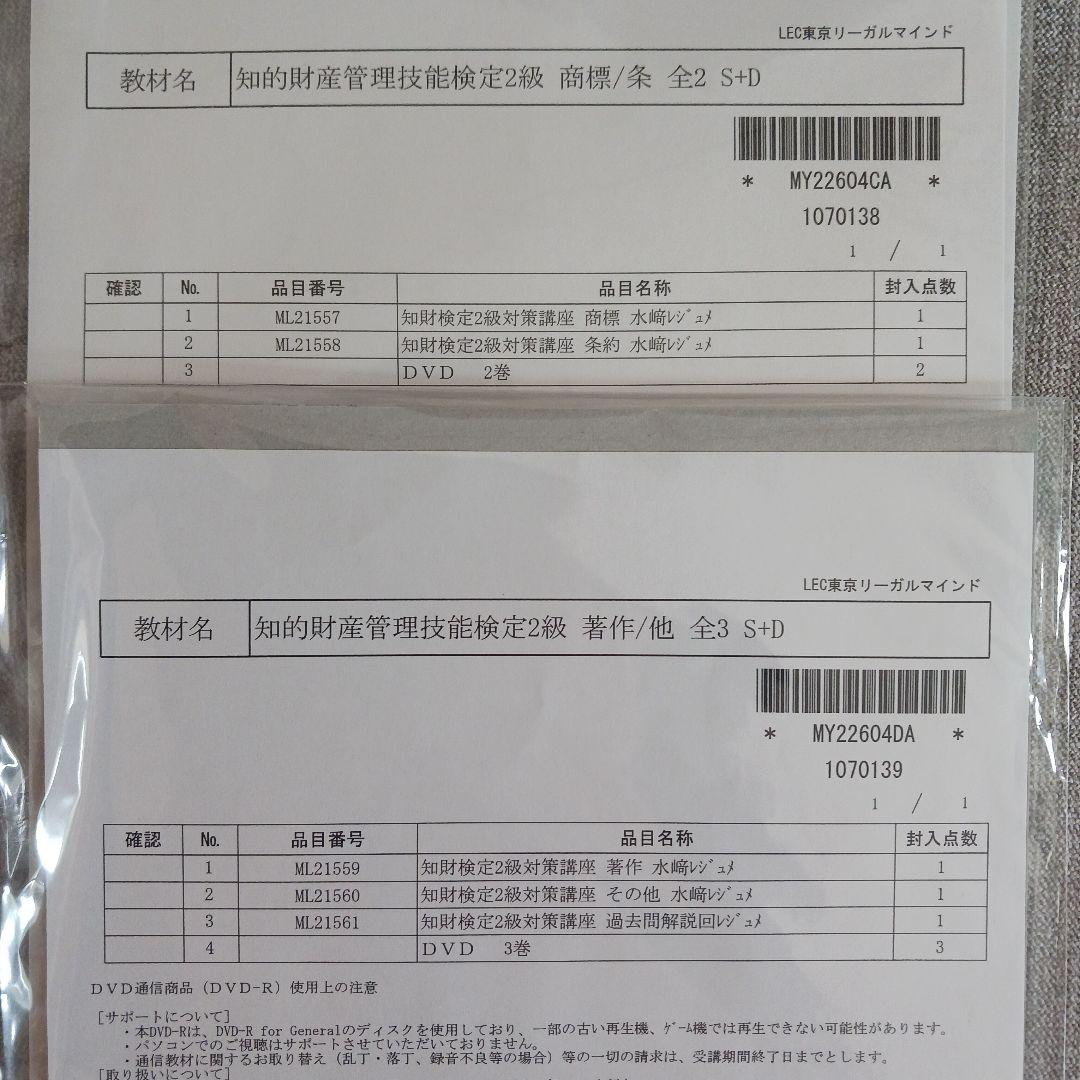 LEC東京リーガルマインド
教材名 知的財産管理技能検定2級 商標/条 全2 S+D
* MY22604CA *
1070138
1 / 1
確認 No. 品目番号 品目名称 封入点数
1 ML21557 知財検定2級対策講座 商標 水﨑ﾚｼﾞｭﾒ 1
2 ML21558 知財検定2級対策講座 条約 水﨑ﾚｼﾞｭﾒ 1
3 ＤＶＤ 2巻 2
LEC東京リーガルマインド
教材名 知的財産管理技能検定2級 著作/他 全3 S+D
* MY22604DA *
1070139
1 / 1
確認 No. 品目番号 品目名称 封入点数
1 ML21559 知財検定2級対策講座 著作 水﨑ﾚｼﾞｭﾒ 1
2 ML21560 知財検定2級対策講座 その他 水﨑ﾚｼﾞｭﾒ 1
3 ML21561 知財検定2級対策講座 過去問解説回ﾚｼﾞｭﾒ 1
4 ＤＶＤ 3巻 3
ＤＶＤ通信商品（ＤＶＤ-Ｒ）使用上の注意
[サポートについて]
・本DVD-Rは、DVD-R for Generalのディスクを使用しており、一部の古い再生機、ｹﾞｰﾑ機では再生できない可能性があります。
・パソコンでのご視聴はサポートさせていただいておりません。
・通信教材に関するお取り替え（乱丁・落丁、録音不良等の場合）等の一切の請求は、受講期間終了日までとします。
[取り扱いについて]